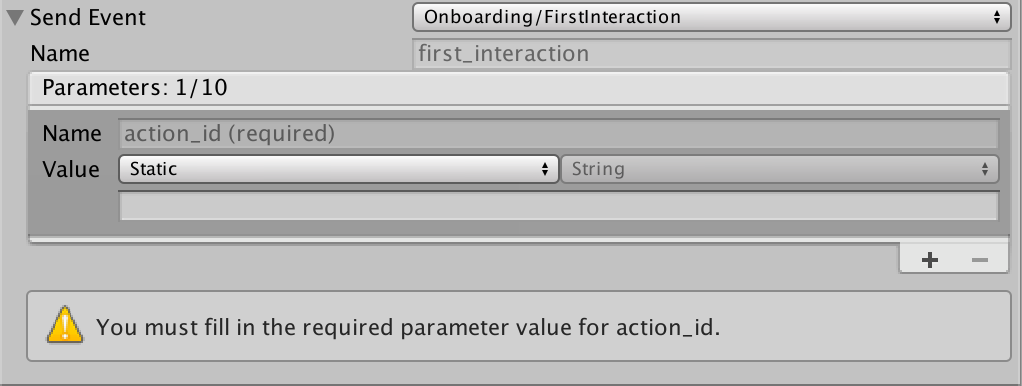 Send Event Onboarding/FirstInteraction
Name first_interaction
Parameters: 1/10
Name action_id (required)
Value Static String
You must fill in the required parameter value for action_id.